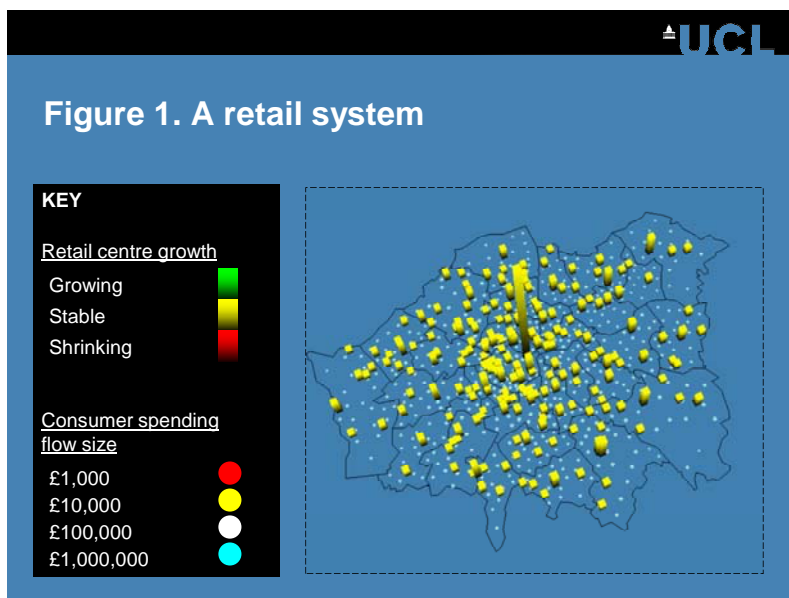 UCL
Figure 1. A retail system
KEY
Retail centre growth
Growing
Stable
Shrinking
Consumer spending
flow size
£1,000
£10,000
£100,000
£1,000,000